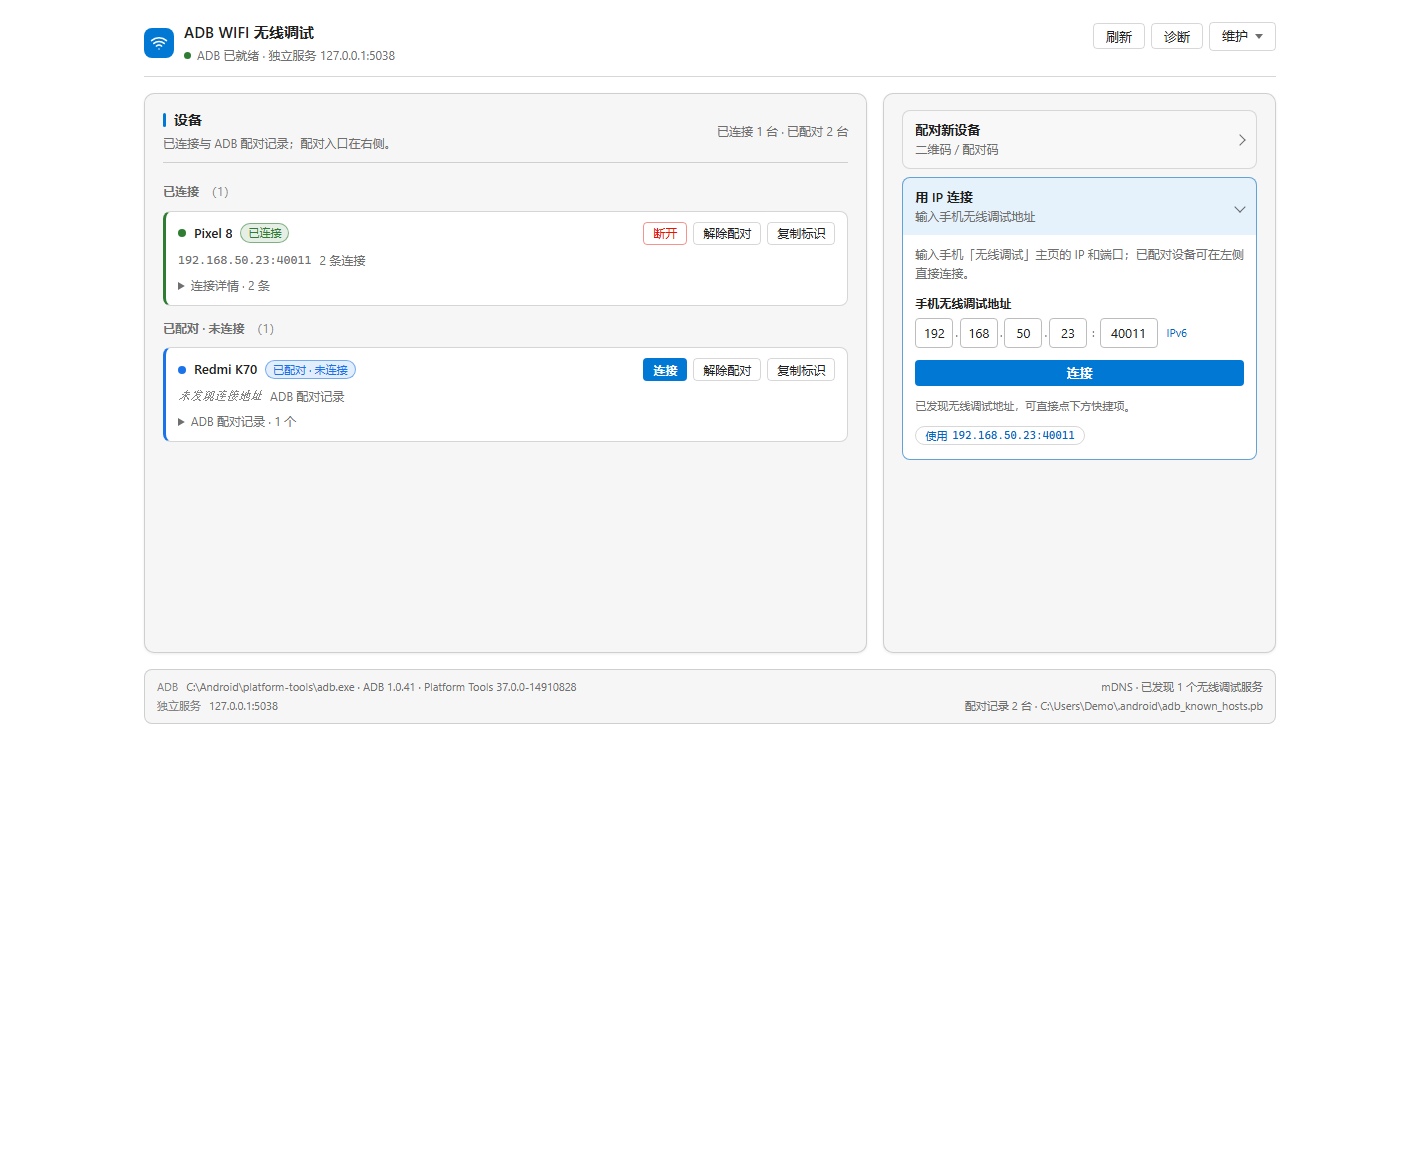 ADB WIFI 无线调试
ADB 已就绪 · 独立服务 127.0.0.1:5038
刷新
诊断
维护
设备
已连接与 ADB 配对记录；配对入口在右侧。
已连接 1 台 · 已配对 2 台
已连接 （1）
Pixel 8 已连接
断开 解除配对 复制标识
192.168.50.23:40011 2 条连接
连接详情 · 2 条
已配对 · 未连接 （1）
Redmi K70 已配对 · 未连接
连接 解除配对 复制标识
未发现连接地址 ADB 配对记录
ADB 配对记录 · 1 个
配对新设备
二维码 / 配对码
用 IP 连接
输入手机无线调试地址
输入手机「无线调试」主页的 IP 和端口；已配对设备可在左侧
直接连接。
手机无线调试地址
192 . 168 . 50 . 23 : 40011 IPv6
连接
已发现无线调试地址，可直接点下方快捷项。
使用 192.168.50.23:40011
ADB C:\Android\platform-tools\adb.exe · ADB 1.0.41 · Platform Tools 37.0.0-14910828
独立服务 127.0.0.1:5038
mDNS · 已发现 1 个无线调试服务
配对记录 2 台 · C:\Users\Demo\.android\adb_known_hosts.pb